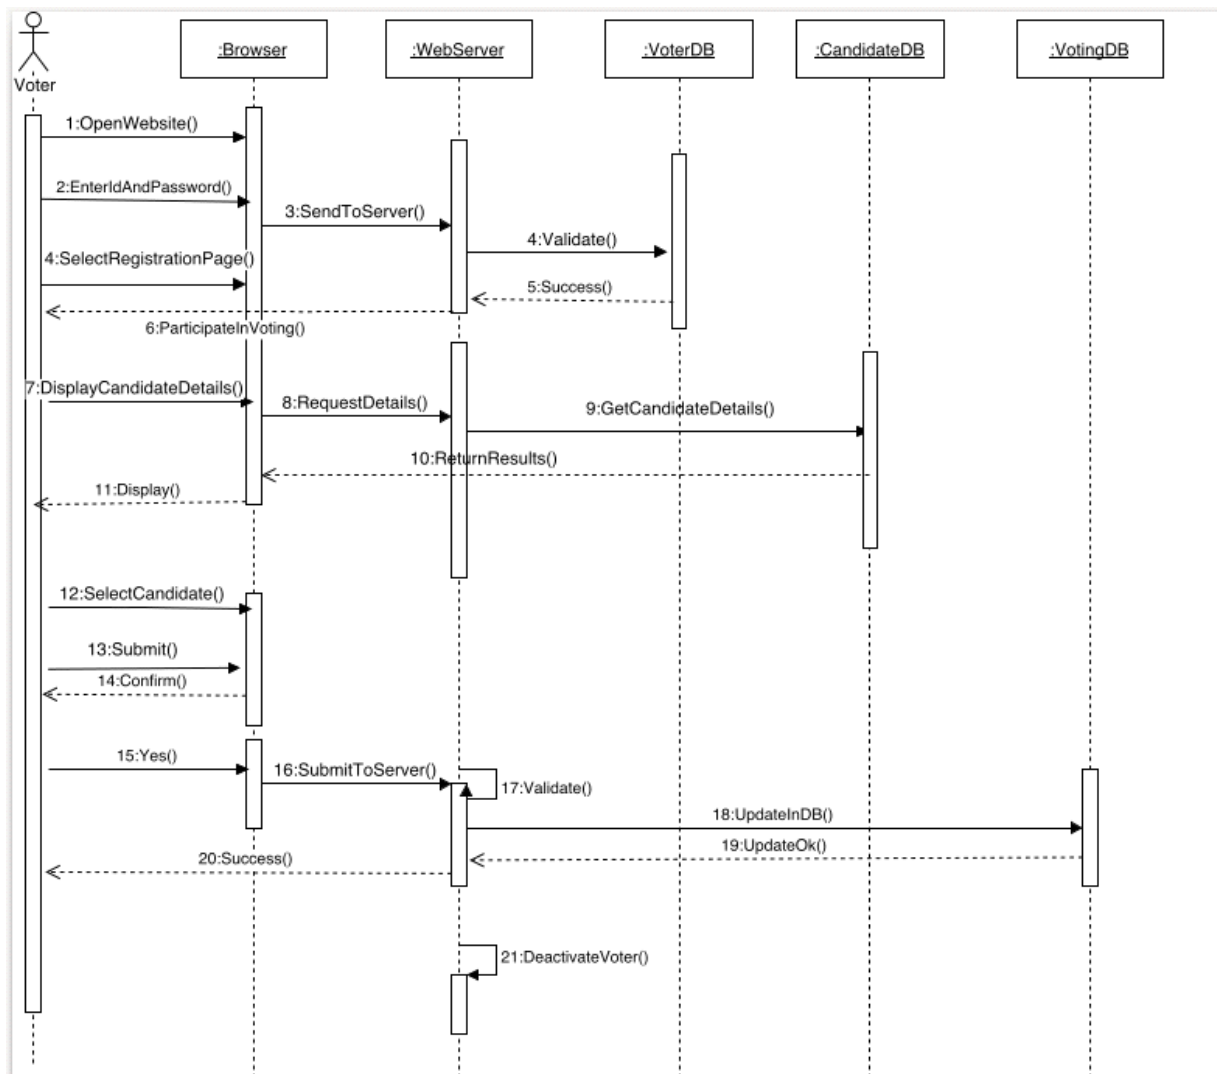 :Browser
:WebServer
:VoterDB
:CandidateDB
:VotingDB
Voter
1:OpenWebsite()
2:EnterIdAndPassword()
3:SendToServer()
4:Validate()
4:SelectRegistrationPage()
5:Success()
6:ParticipateInVoting()
7:DisplayCandidateDetails()
8:RequestDetails()
9:GetCandidateDetails()
10:ReturnResults()
11:Display()
12:SelectCandidate()
13:Submit()
14:Confirm()
15:Yes()
16:SubmitToServer()
17:Validate()
18:UpdateInDB()
19:UpdateOk()
20:Success()
21:DeactivateVoter()